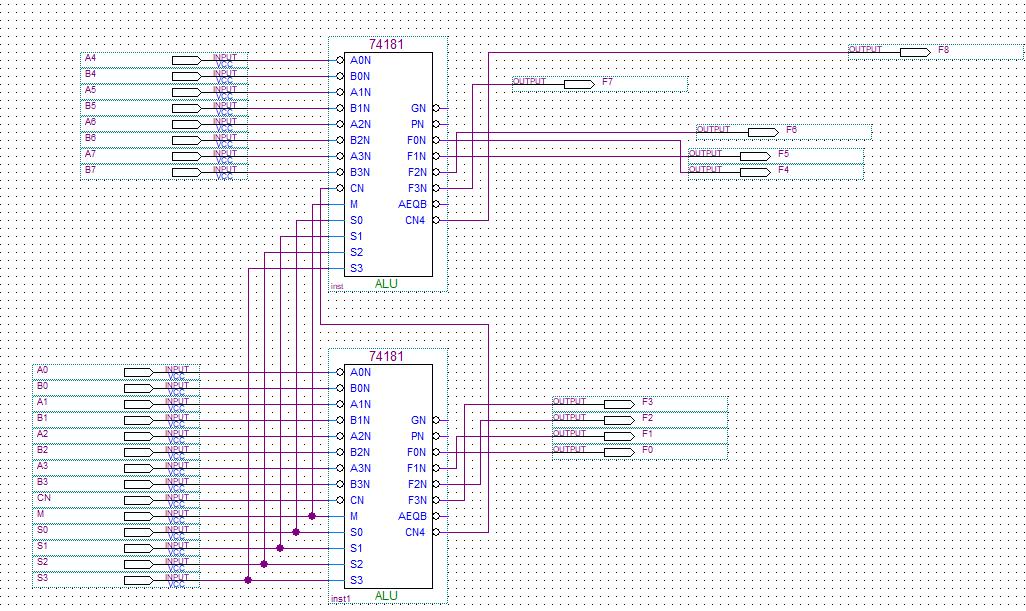 74181
OUTPUT F8
A4 INPUT VCC A0N
B4 INPUT VCC B0N
A5 INPUT VCC A1N OUTPUT F7
B5 INPUT VCC B1N GN
A6 INPUT VCC A2N PN
B6 INPUT VCC B2N F0N OUTPUT F6
A7 INPUT VCC A3N F1N OUTPUT F5
B7 INPUT VCC B3N F2N OUTPUT F4
CN F3N
M AEQB
S0 CN4
S1
S2
S3
inst ALU
74181
A0 INPUT VCC A0N
B0 INPUT VCC B0N
A1 INPUT VCC A1N OUTPUT F3
B1 INPUT VCC B1N GN OUTPUT F2
A2 INPUT VCC A2N PN OUTPUT F1
B2 INPUT VCC B2N F0N OUTPUT F0
A3 INPUT VCC A3N F1N
B3 INPUT VCC B3N F2N
CN INPUT VCC CN F3N
M INPUT VCC M AEQB
S0 INPUT VCC S0 CN4
S1 INPUT VCC S1
S2 INPUT VCC S2
S3 INPUT VCC S3
inst1 ALU